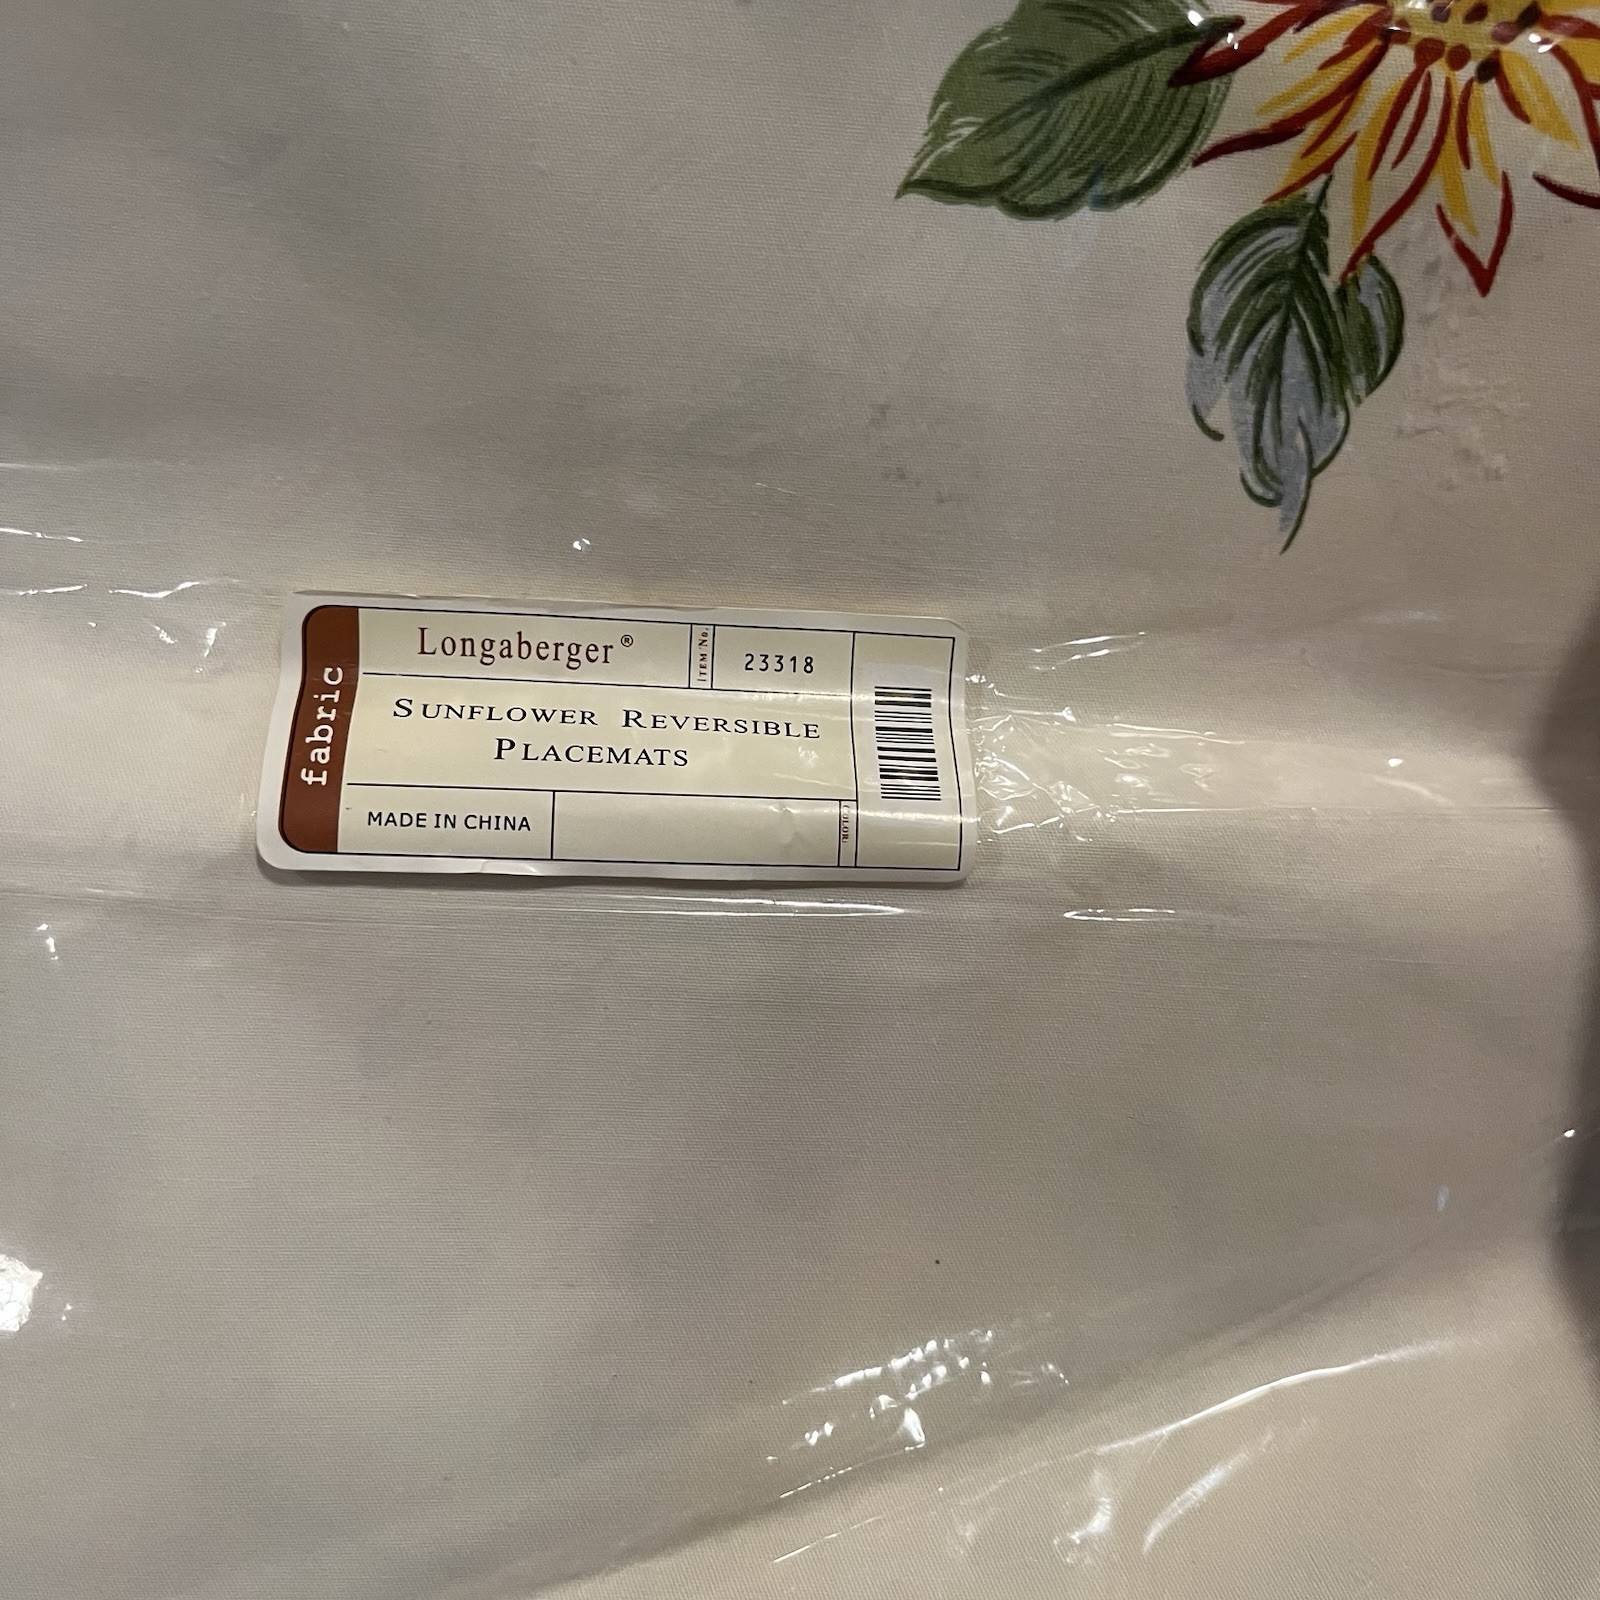 fabric
Longaberger®
ITEM No.
23318
SUNFLOWER REVERSIBLE
PLACEMATS
MADE IN CHINA
COLOR: